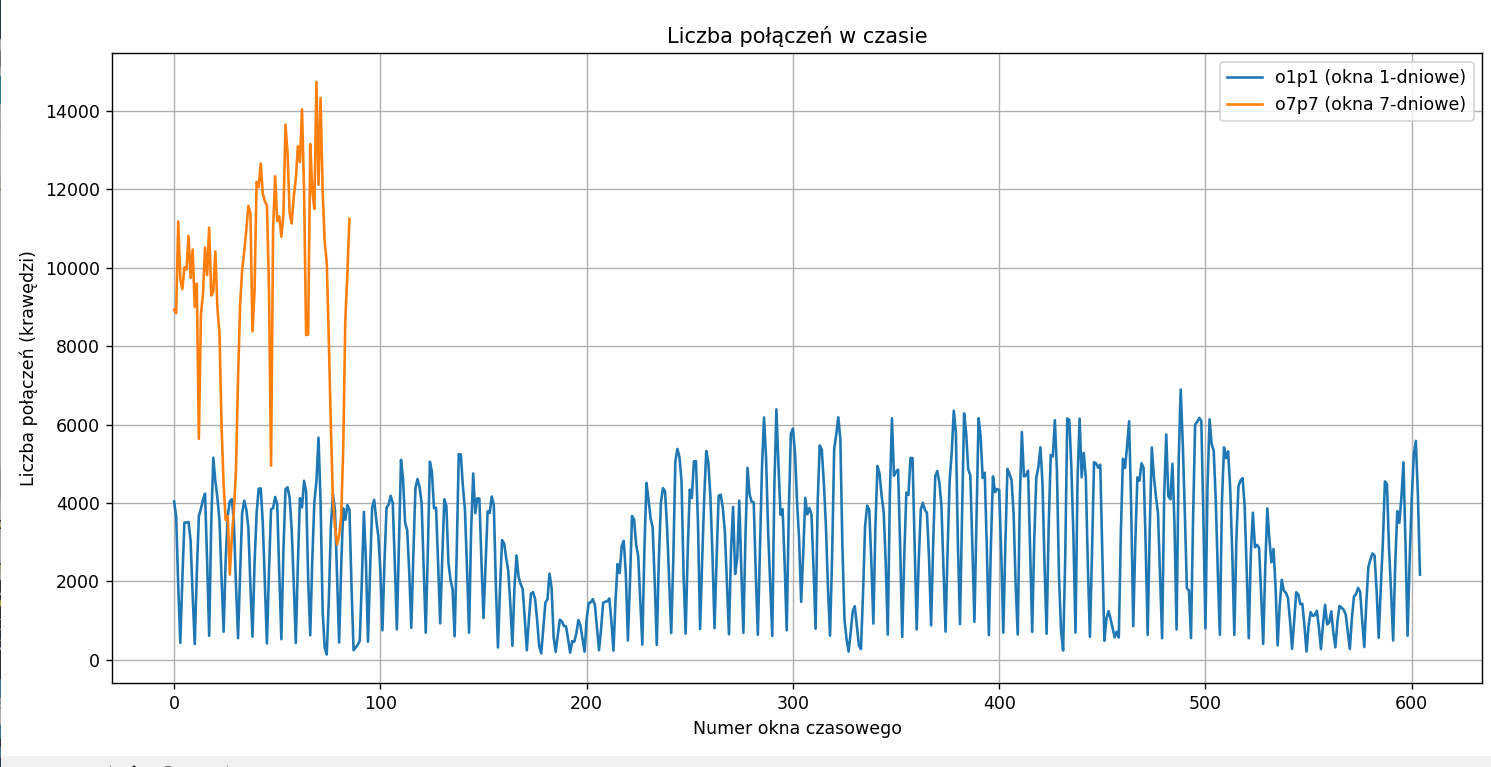 Liczba połączeń w czasie
o1p1 (okna 1-dniowe)
o7p7 (okna 7-dniowe)
14000
12000
10000
8000
6000
4000
2000
0
Liczba połączeń (krawędzi)
0 100 200 300 400 500 600
Numer okna czasowego